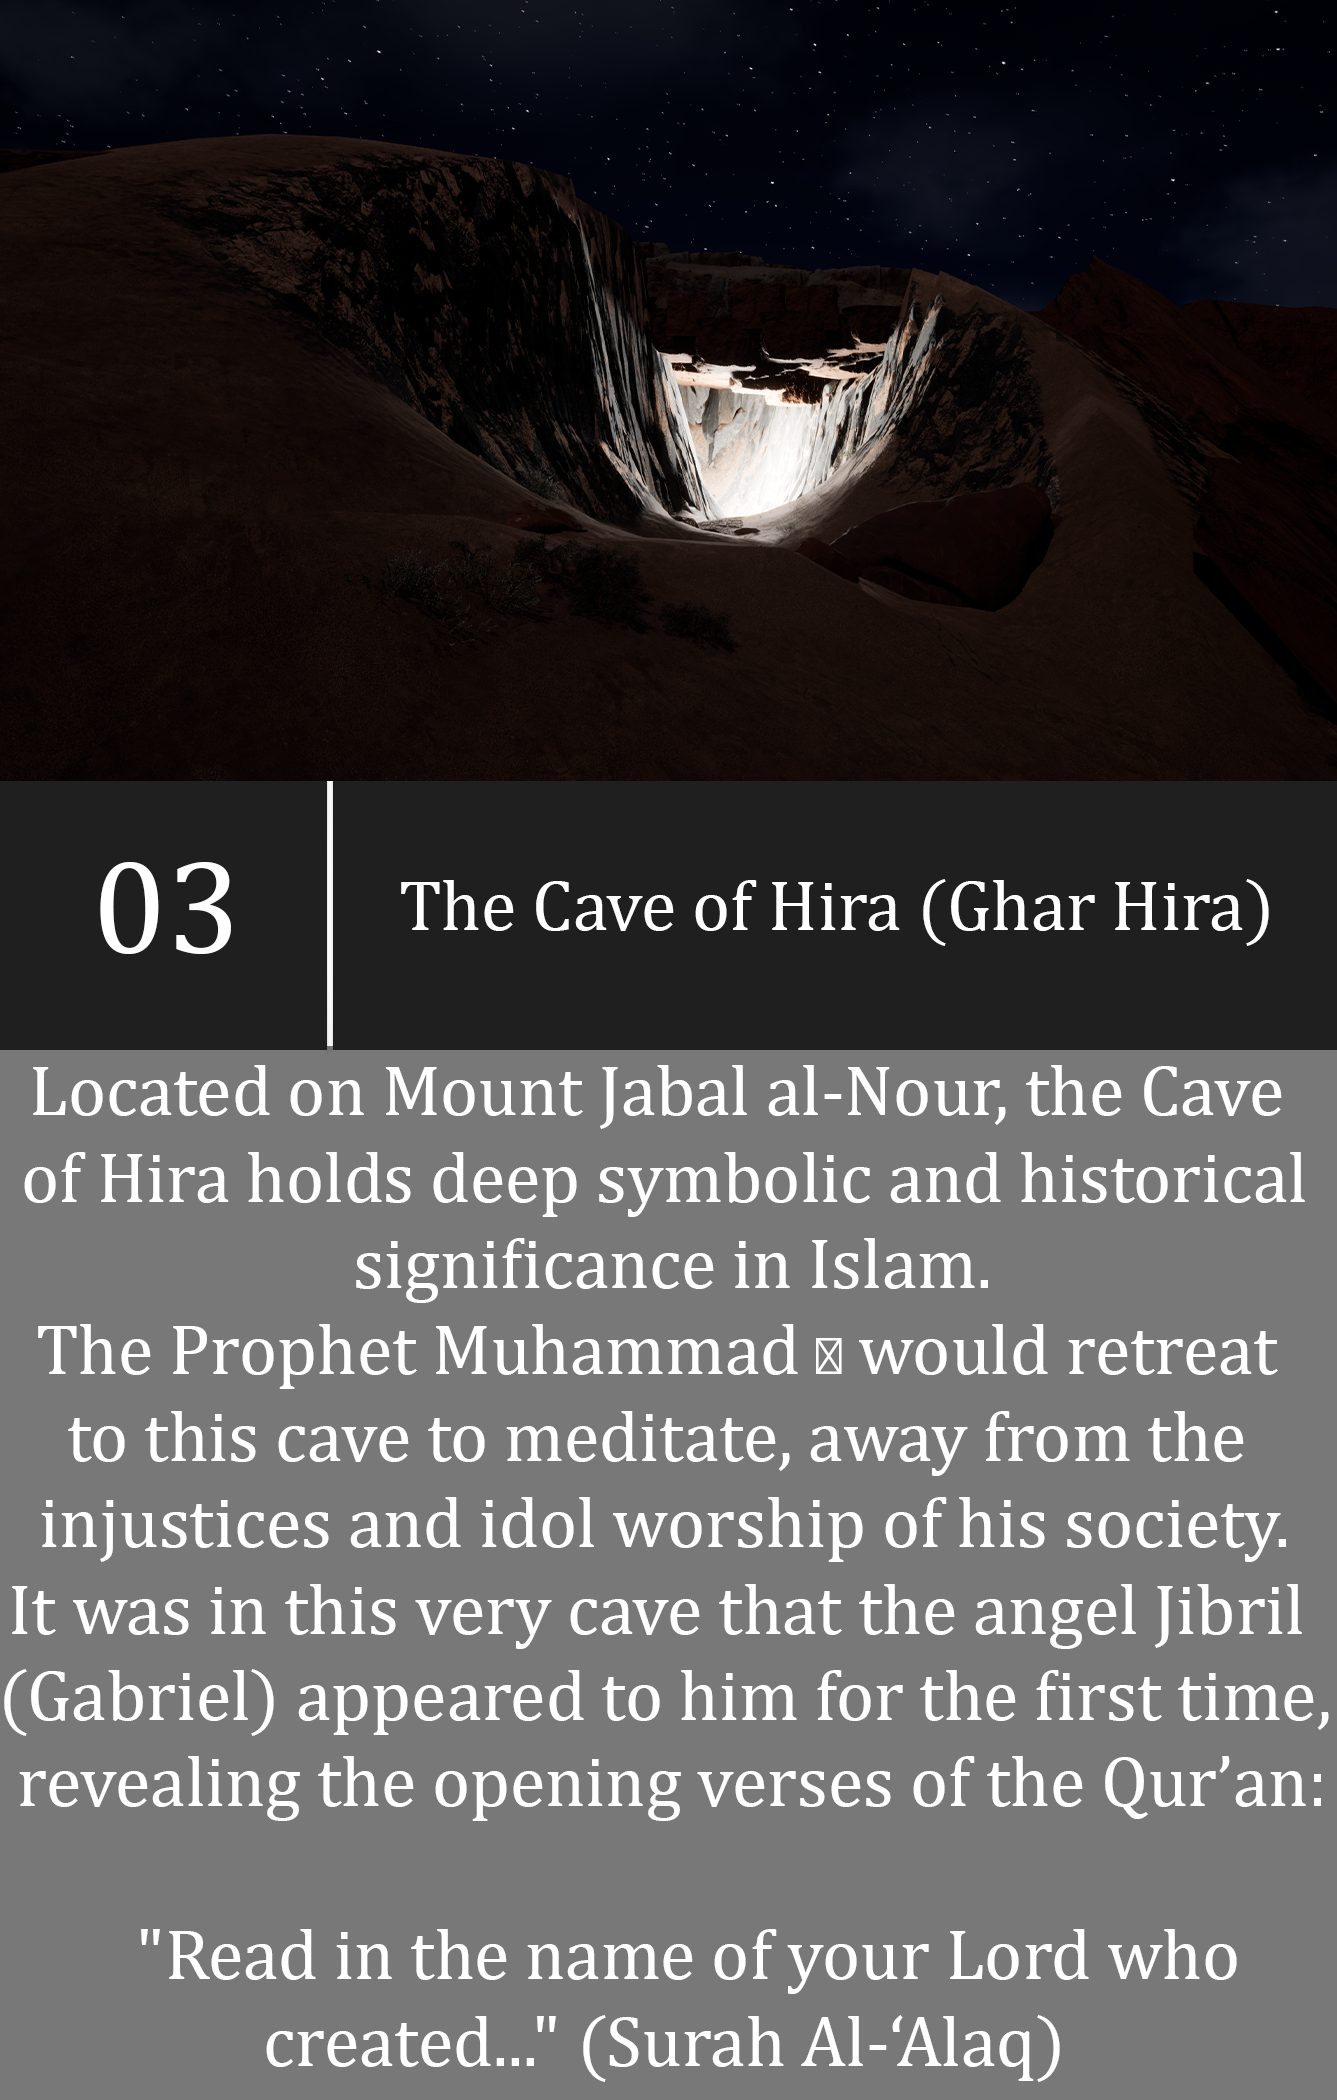 03
The Cave of Hira (Ghar Hira)
Located on Mount Jabal al-Nour, the Cave
of Hira holds deep symbolic and historical
significance in Islam.
The Prophet Muhammad would retreat
to this cave to meditate, away from the
injustices and idol worship of his society.
It was in this very cave that the angel Jibril
(Gabriel) appeared to him for the first time,
revealing the opening verses of the Qur’an:
"Read in the name of your Lord who
created..." (Surah Al-‘Alaq)